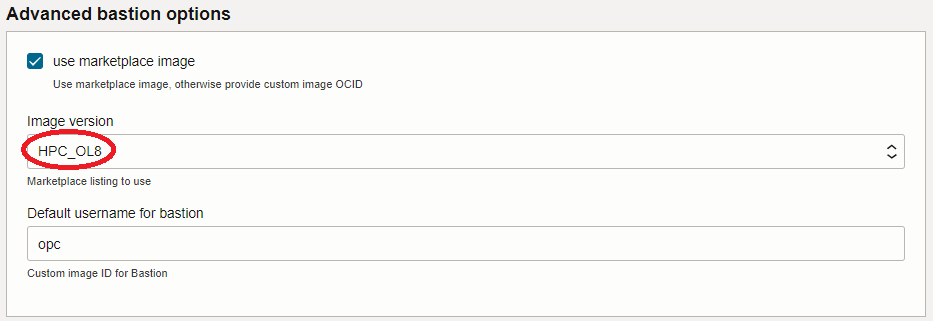 Advanced bastion options
use marketplace image
Use marketplace image, otherwise provide custom image OCID
Image version
HPC_OL8
Marketplace listing to use
Default username for bastion
opc
Custom image ID for Bastion